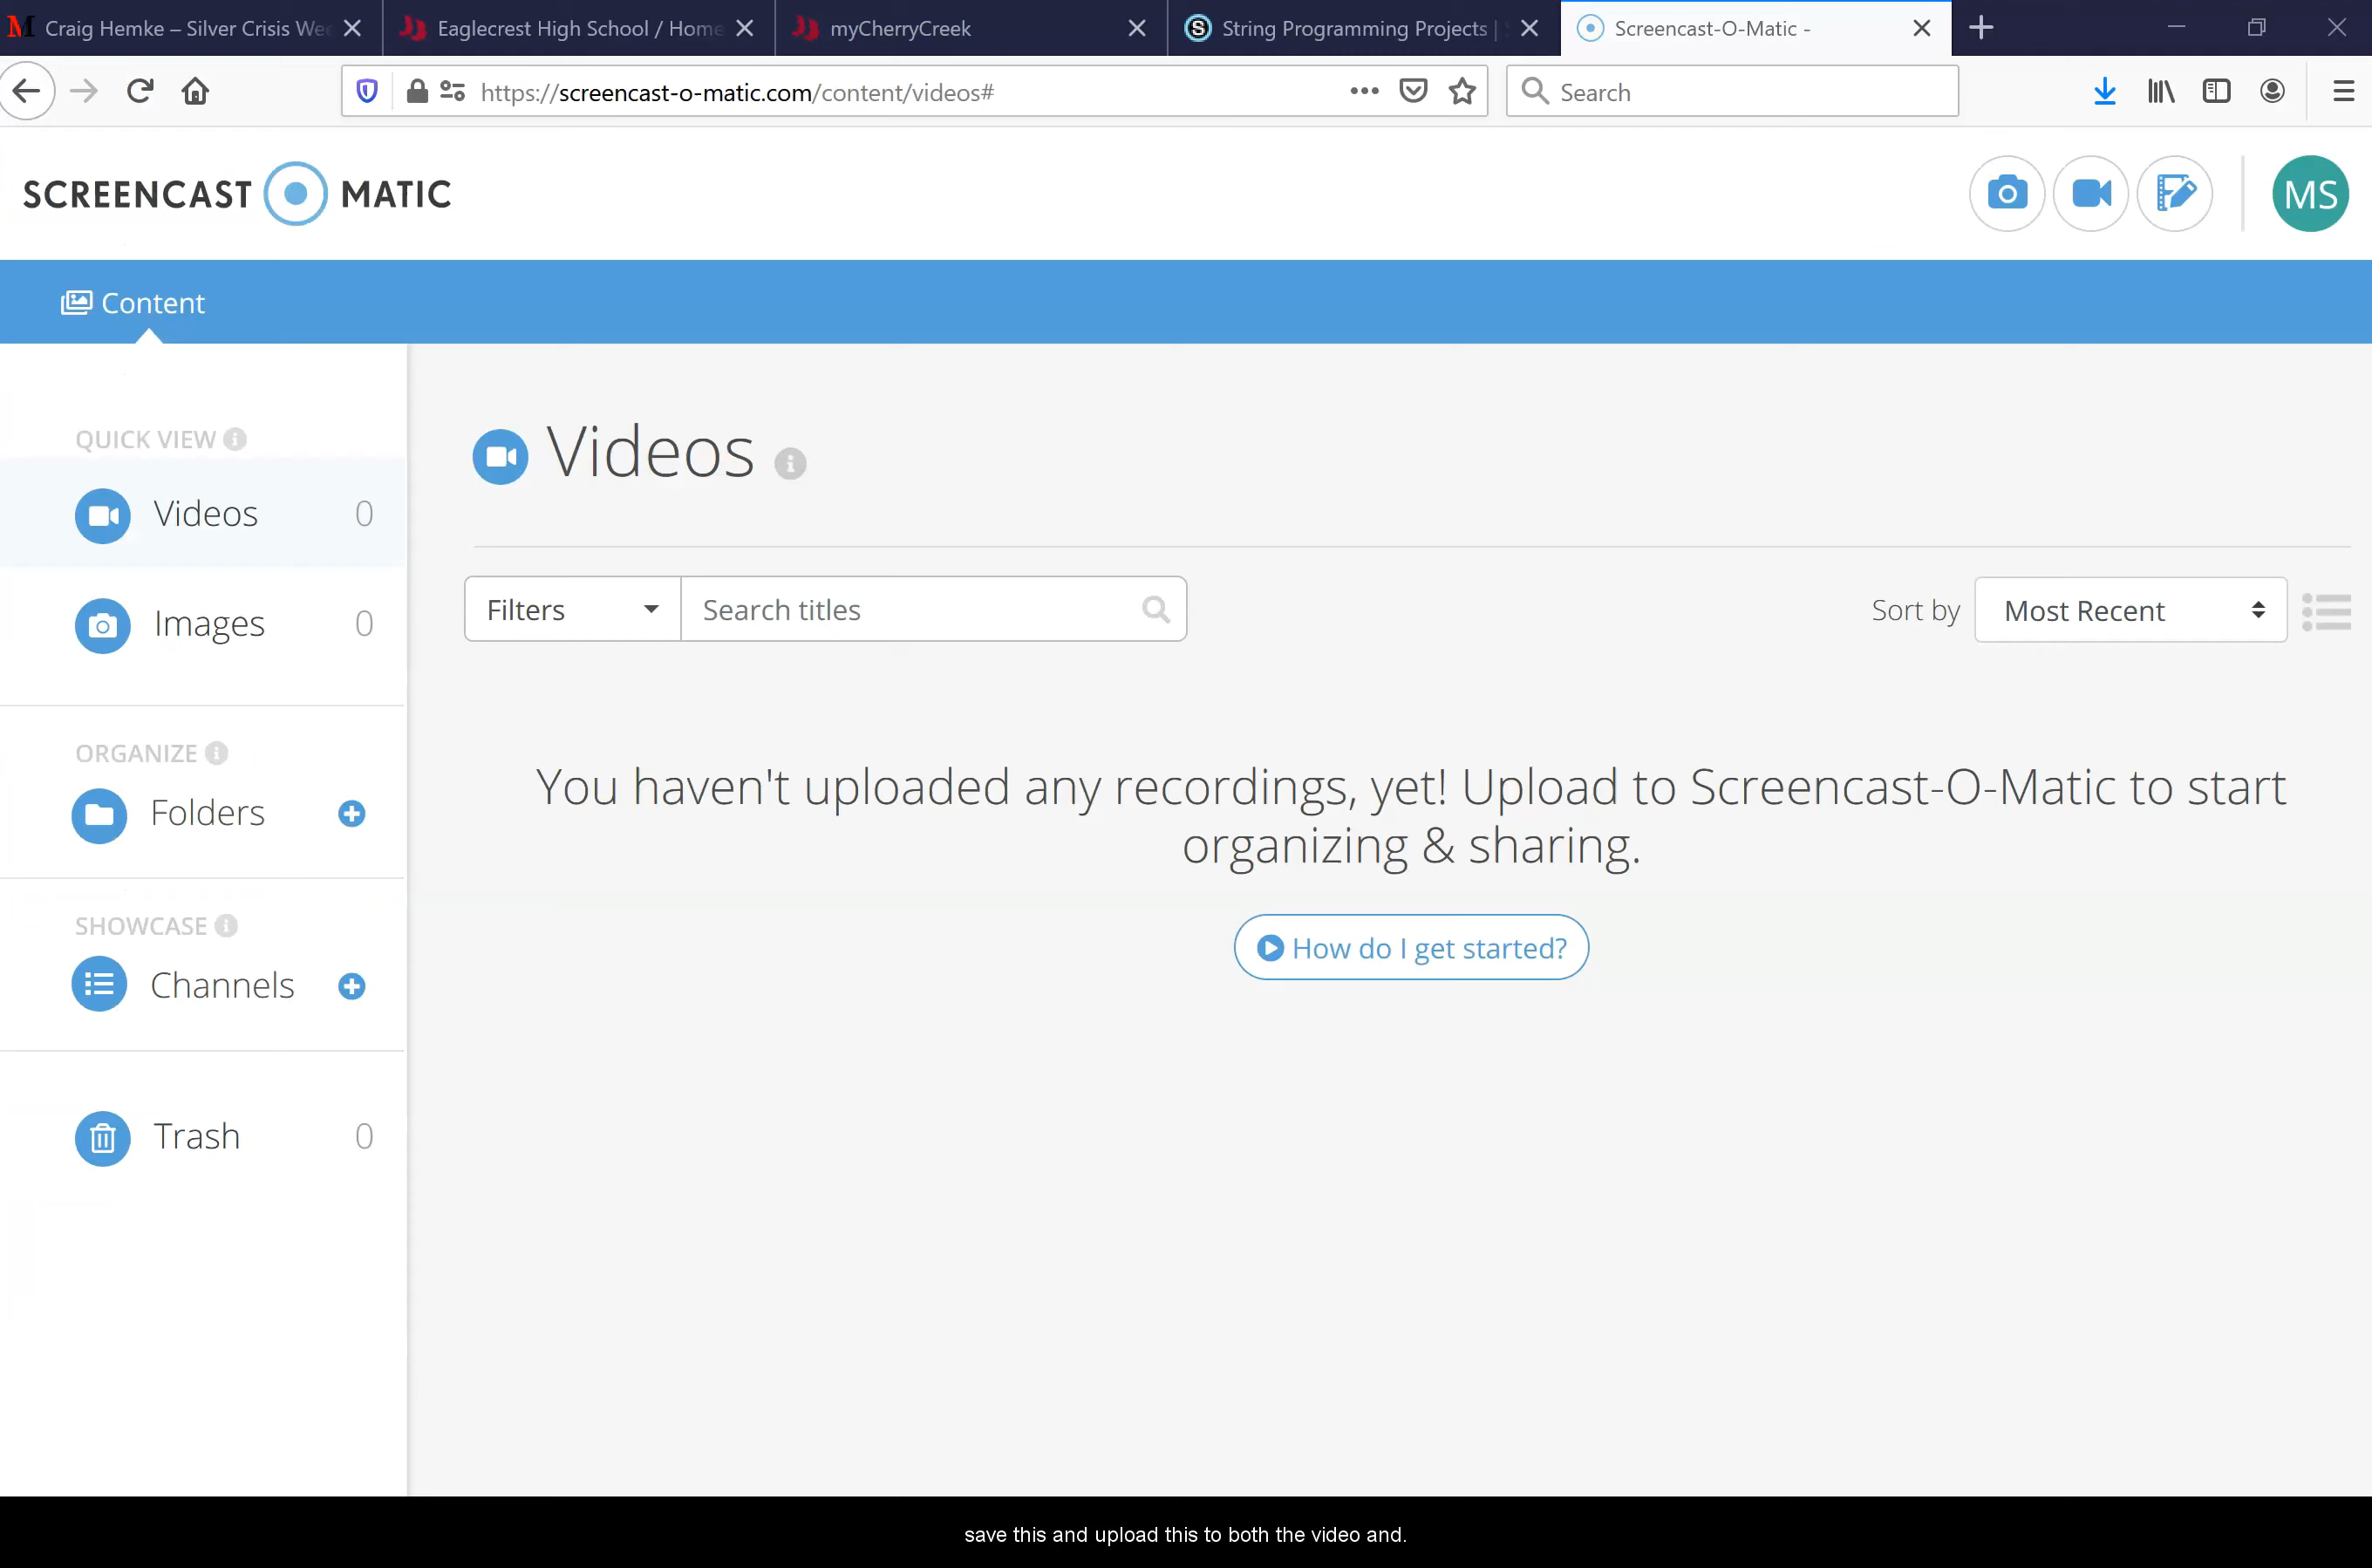 Craig Hemke – Silver Crisis We
Eaglecrest High School / Home
myCherryCreek
String Programming Projects |
Screencast-O-Matic -
https://screencast-o-matic.com/content/videos#
Search
SCREENCAST MATIC
MS
Content
QUICK VIEW
Videos 0
Images 0
ORGANIZE
Folders
SHOWCASE
Channels
Trash 0
Videos
Filters
Search titles
Sort by
Most Recent
You haven't uploaded any recordings, yet! Upload to Screencast-O-Matic to start
organizing & sharing.
How do I get started?
save this and upload this to both the video and.